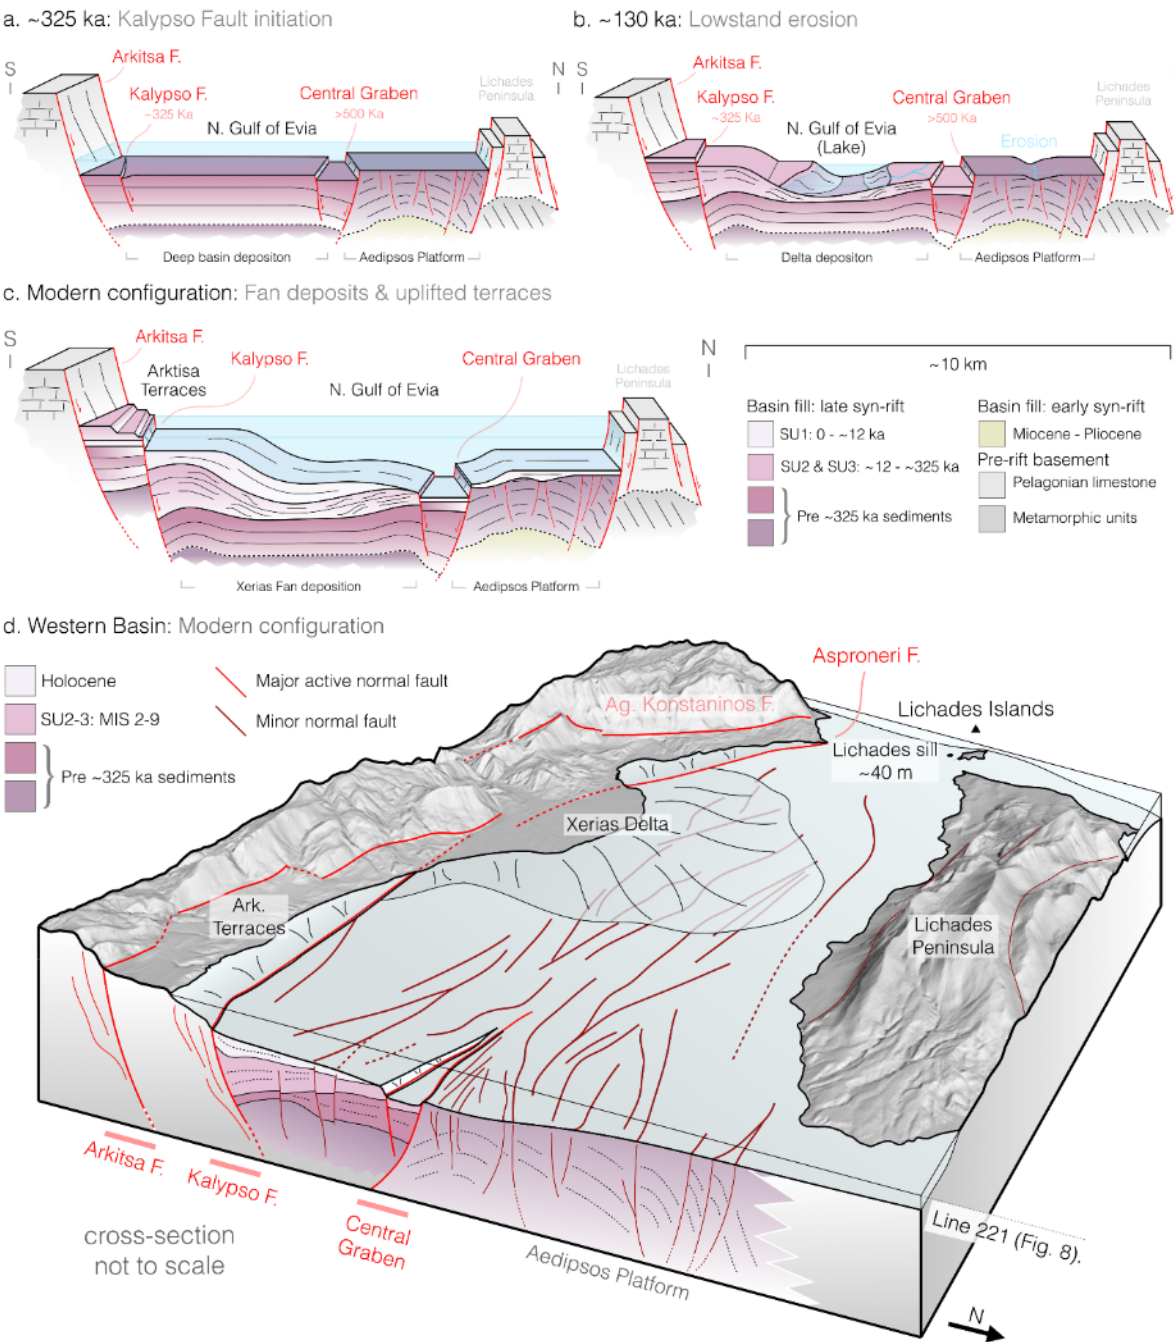 a. ~325 ka: Kalypso Fault initiation
S
N
Arkitsa F.
Kalypso F.
~325 Ka
N. Gulf of Evia
Central Graben
>500 Ka
Lichades
Peninsula
Deep basin depositon
Aedipsos Platform
b. ~130 ka: Lowstand erosion
S
Arkitsa F.
Kalypso F.
~325 Ka
N. Gulf of Evia
(Lake)
Central Graben
>500 Ka
Erosion
Lichades
Peninsula
Delta depositon
Aedipsos Platform
c. Modern configuration: Fan deposits & uplifted terraces
S
N
Arkitsa F.
Arktisa
Terraces
Kalypso F.
N. Gulf of Evia
Central Graben
Lichades
Peninsula
Xerias Fan deposition
Aedipsos Platform
~10 km
Basin fill: late syn-rift
SU1: 0 - ~12 ka
SU2 & SU3: ~12 - ~325 ka
Pre ~325 ka sediments
Basin fill: early syn-rift
Miocene - Pliocene
Pre-rift basement
Pelagonian limestone
Metamorphic units
d. Western Basin: Modern configuration
Holocene
SU2-3: MIS 2-9
Pre ~325 ka sediments
Major active normal fault
Minor normal fault
Asproneri F.
Ag. Konstaninos F.
Lichades Islands
Lichades sill
~40 m
Xerias Delta
Ark.
Terraces
Lichades
Peninsula
Arkitsa F.
Kalypso F.
Central
Graben
Aedipsos Platform
Line 221 (Fig. 8).
cross-section
not to scale
N